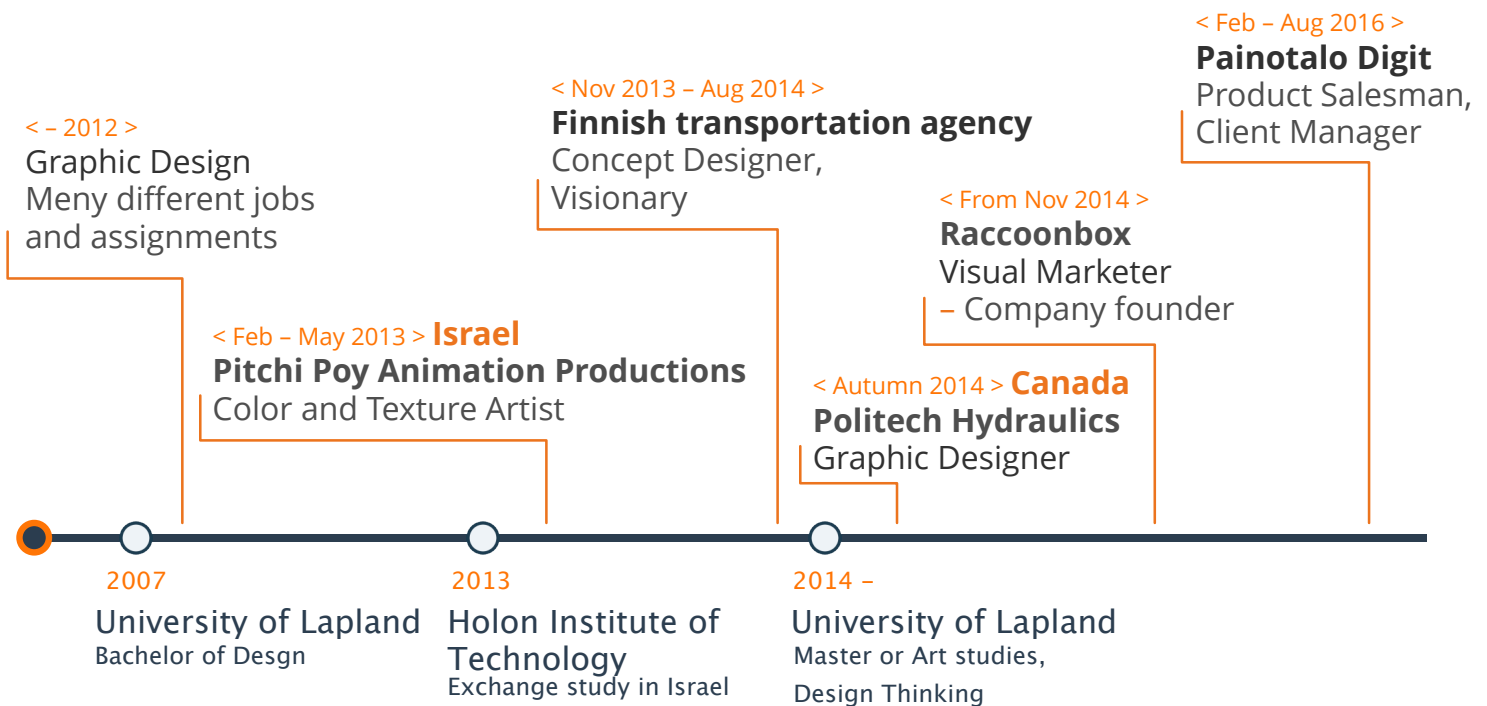 < – 2012 >
Graphic Design
Meny different jobs
and assignments
< Feb – May 2013 > Israel
Pitchi Poy Animation Productions
Color and Texture Artist
< Nov 2013 – Aug 2014 >
Finnish transportation agency
Concept Designer,
Visionary
< Autumn 2014 > Canada
Politech Hydraulics
Graphic Designer
< From Nov 2014 >
Raccoonbox
Visual Marketer
– Company founder
< Feb – Aug 2016 >
Painotalo Digit
Product Salesman,
Client Manager
2007
University of Lapland
Bachelor of Desgn
2013
Holon Institute of
Technology
Exchange study in Israel
2014 –
University of Lapland
Master or Art studies,
Design Thinking